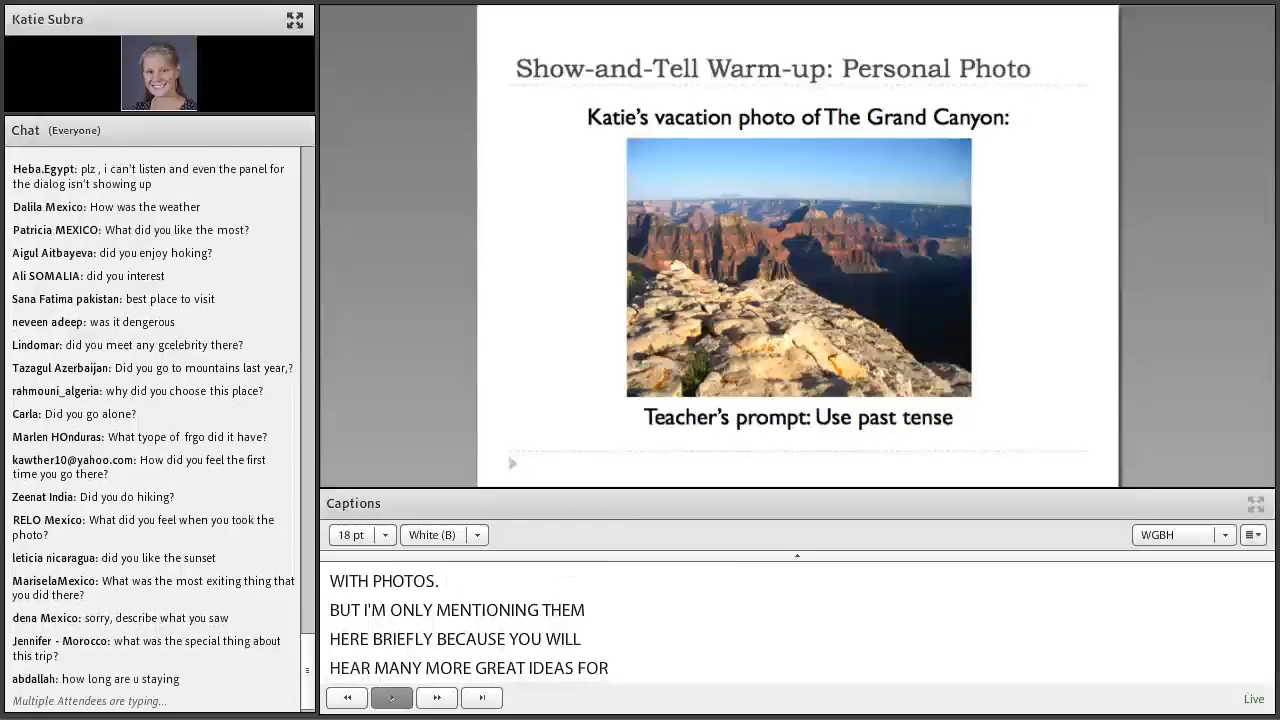 Katie Subra
Chat (Everyone)
Heba.Egypt: plz , i can't listen and even the panel for
the dialog isn't showing up
Dalila Mexico: How was the weather
Patricia MEXICO: What did you like the most?
Aigul Aitbayeva: did you enjoy hoking?
Ali SOMALIA: did you interest
Sana Fatima pakistan: best place to visit
neveen adeep: was it dengerous
Lindomar: did you meet any gcelebrity there?
Tazagul Azerbaijan: Did you go to mountains last year,?
rahmouni_algeria: why did you choose this place?
Carla: Did you go alone?
Marlen HOnduras: What tyope of frgo did it have?
kawther10@yahoo.com: How did you feel the first
time you go there?
Zeenat India: Did you do hiking?
RELO Mexico: What did you feel when you took the
photo?
leticia nicaragua: did you like the sunset
MariselaMexico: What was the most exiting thing that
you did there?
dena Mexico: sorry, describe what you saw
Jennifer - Morocco: what was the special thing about
this trip?
abdallah: how long are u staying
Multiple Attendees are typing...
Show-and-Tell Warm-up: Personal Photo
Katie's vacation photo of The Grand Canyon:
Teacher's prompt: Use past tense
Captions
18 pt White (B) WGBH
WITH PHOTOS.
BUT I'M ONLY MENTIONING THEM
HERE BRIEFLY BECAUSE YOU WILL
HEAR MANY MORE GREAT IDEAS FOR
Live